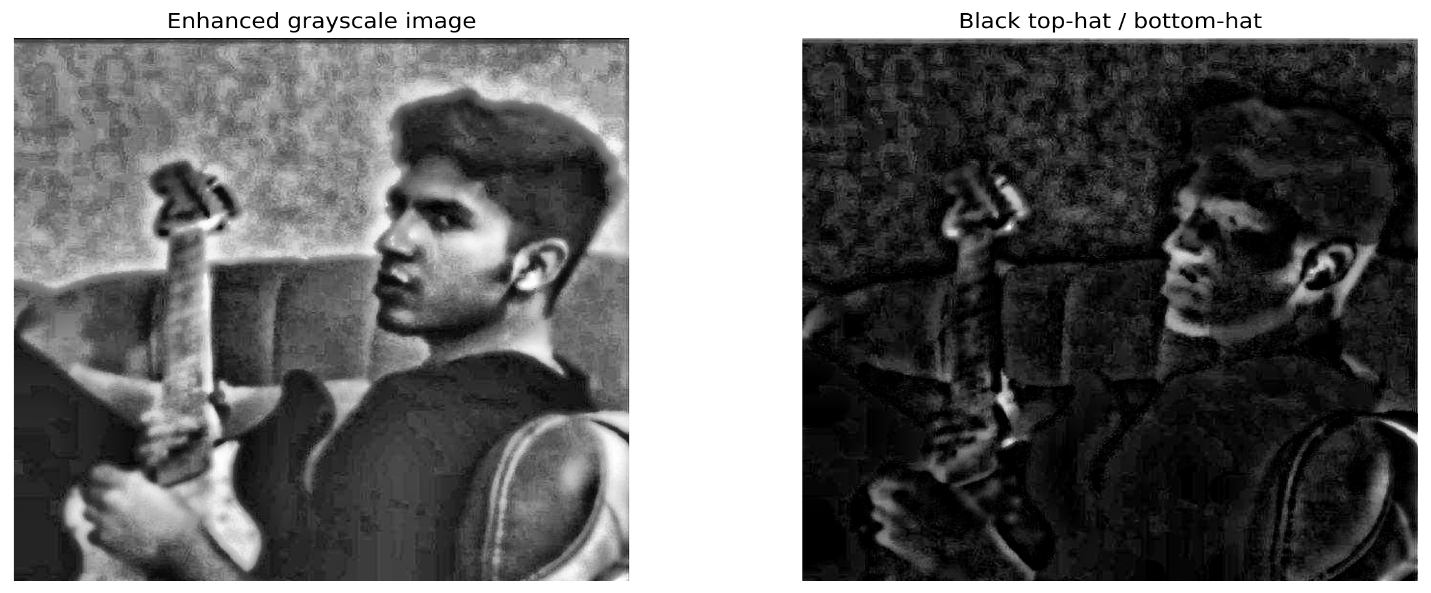 Enhanced grayscale image
Black top-hat / bottom-hat